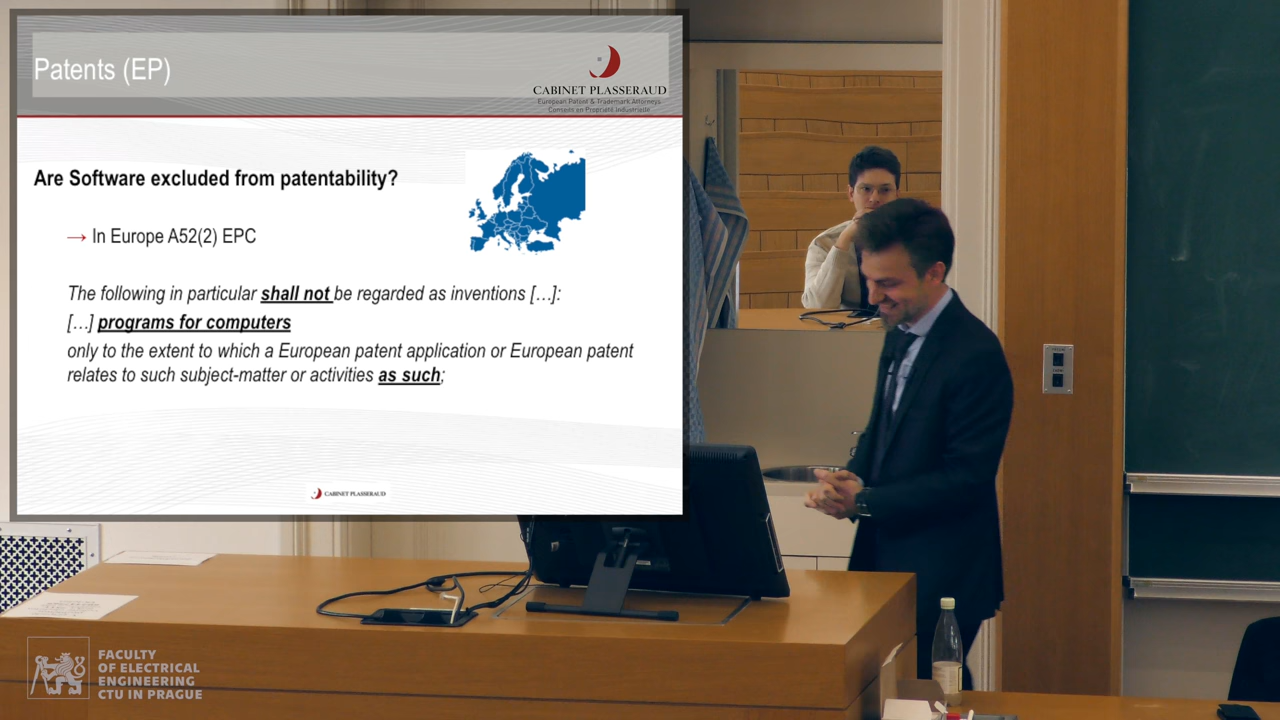 Patents (EP)
CABINET PLASSERAUD
European Patent & Trademark Attorneys
Conseils en Propriété Industrielle
Are Software excluded from patentability?
→ In Europe A52(2) EPC
The following in particular shall not be regarded as inventions […]:
[…] programs for computers
only to the extent to which a European patent application or European patent
relates to such subject-matter or activities as such;
CABINET PLASSERAUD
FACULTY
OF ELECTRICAL
ENGINEERING
CTU IN PRAGUE